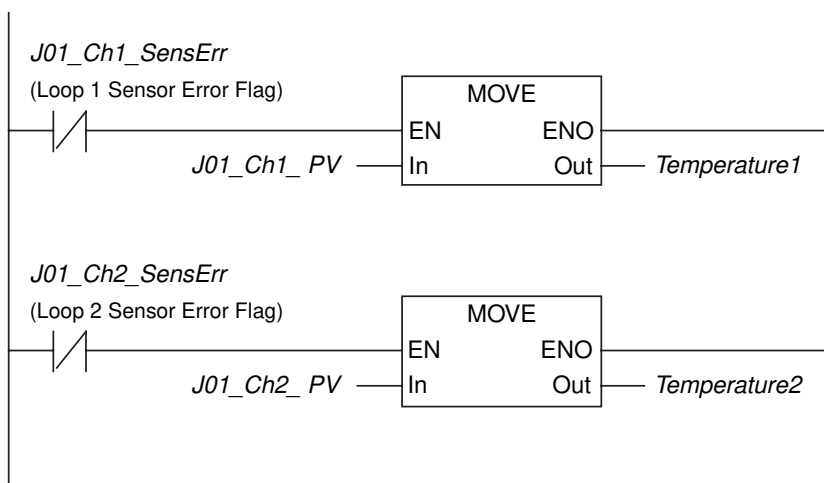 J01_Ch1_SensErr
(Loop 1 Sensor Error Flag)
MOVE
EN ENO
J01_Ch1_ PV In Out Temperature1
J01_Ch2_SensErr
(Loop 2 Sensor Error Flag)
MOVE
EN ENO
J01_Ch2_ PV In Out Temperature2